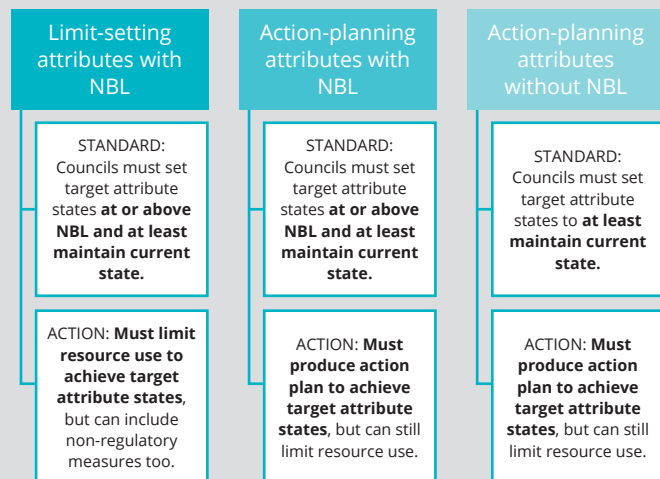 Limit-setting
attributes with
NBL
STANDARD:
Councils must set
target attribute
states at or above
NBL and at least
maintain current
state.
ACTION: Must limit
resource use to
achieve target
attribute states,
but can include
non-regulatory
measures too.
Action-planning
attributes with
NBL
STANDARD:
Councils must set
target attribute
states at or above
NBL and at least
maintain current
state.
ACTION: Must
produce action
plan to achieve
target attribute
states, but can still
limit resource use.
Action-planning
attributes
without NBL
STANDARD:
Councils must set
target attribute
states to at least
maintain current
state.
ACTION: Must
produce action
plan to achieve
target attribute
states, but can still
limit resource use.